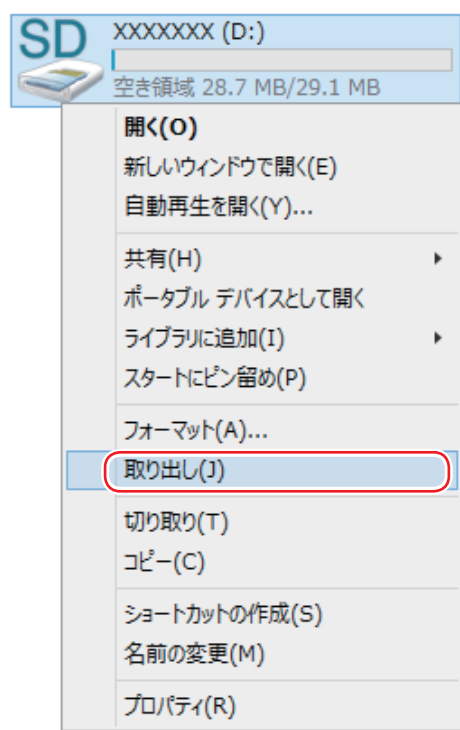 SD
XXXXXXX (D:)
空き領域 28.7 MB/29.1 MB
開く(O)
新しいウィンドウで開く(E)
自動再生を開く(Y)...
共有(H)
ポータブル デバイスとして開く
ライブラリに追加(I)
スタートにピン留め(P)
フォーマット(A)...
取り出し(J)
切り取り(T)
コピー(C)
ショートカットの作成(S)
名前の変更(M)
プロパティ(R)